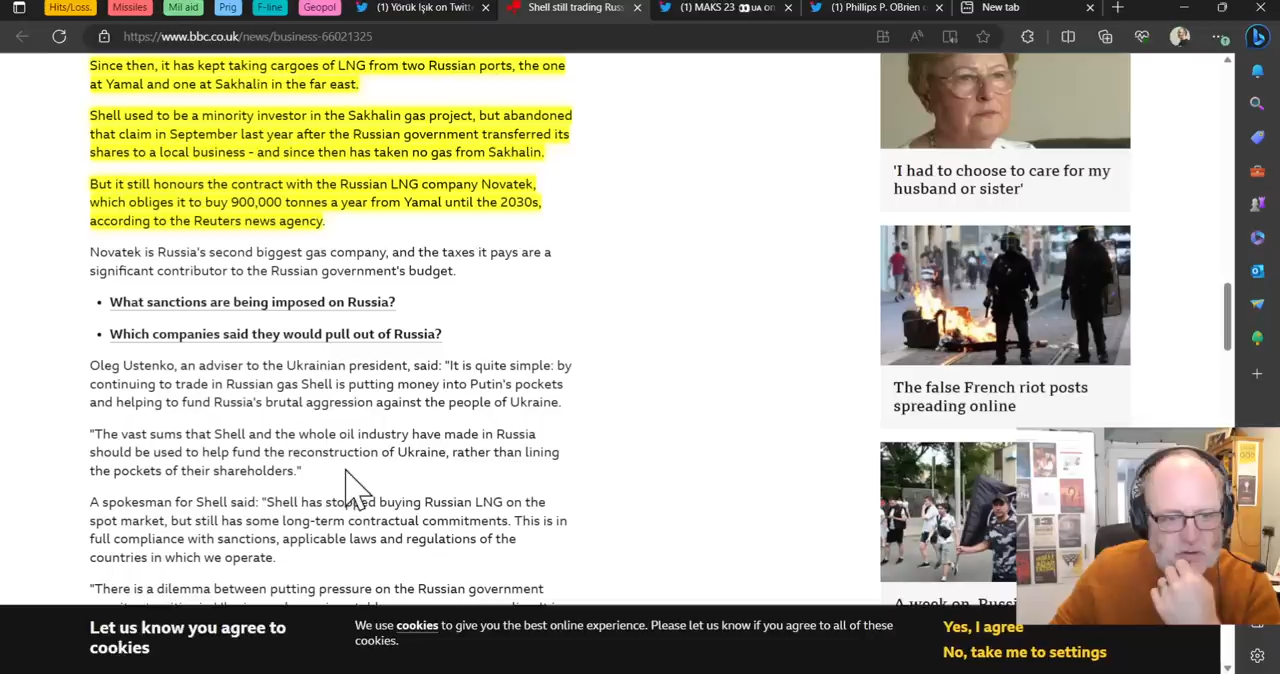 Hits/Loss.
Missiles
Mil aid
Prig
F-line
Geopol
(1) Yörük Işık on Twitt
Shell still trading Russ
(1) MAKS 23 UA on
(1) Phillips P. OBrien
New tab
https://www.bbc.co.uk/news/business-66021325
Since then, it has kept taking cargoes of LNG from two Russian ports, the one
at Yamal and one at Sakhalin in the far east.
Shell used to be a minority investor in the Sakhalin gas project, but abandoned
that claim in September last year after the Russian government transferred its
shares to a local business - and since then has taken no gas from Sakhalin.
But it still honours the contract with the Russian LNG company Novatek,
which obliges it to buy 900,000 tonnes a year from Yamal until the 2030s,
according to the Reuters news agency.
Novatek is Russia's second biggest gas company, and the taxes it pays are a
significant contributor to the Russian government's budget.
• What sanctions are being imposed on Russia?
• Which companies said they would pull out of Russia?
Oleg Ustenko, an adviser to the Ukrainian president, said: "It is quite simple: by
continuing to trade in Russian gas Shell is putting money into Putin's pockets
and helping to fund Russia's brutal aggression against the people of Ukraine.
"The vast sums that Shell and the whole oil industry have made in Russia
should be used to help fund the reconstruction of Ukraine, rather than lining
the pockets of their shareholders."
A spokesman for Shell said: "Shell has stopped buying Russian LNG on the
spot market, but still has some long-term contractual commitments. This is in
full compliance with sanctions, applicable laws and regulations of the
countries in which we operate.
"There is a dilemma between putting pressure on the Russian government
'I had to choose to care for my
husband or sister'
The false French riot posts
spreading online
A week on, Russi
Let us know you agree to
cookies
We use cookies to give you the best online experience. Please let us know if you agree to all of these
cookies.
Yes, I agree
No, take me to settings